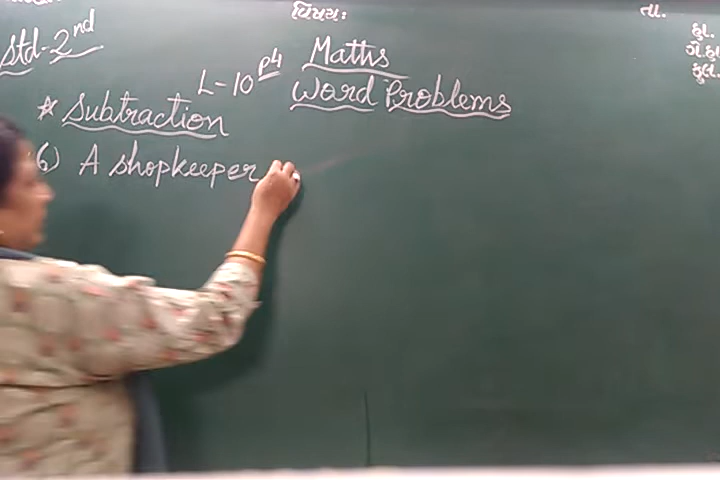 વિષય:
તા.
Std-2nd
Maths
L-10 P4
Word Problems
* Subtraction
6) A shopkeeper